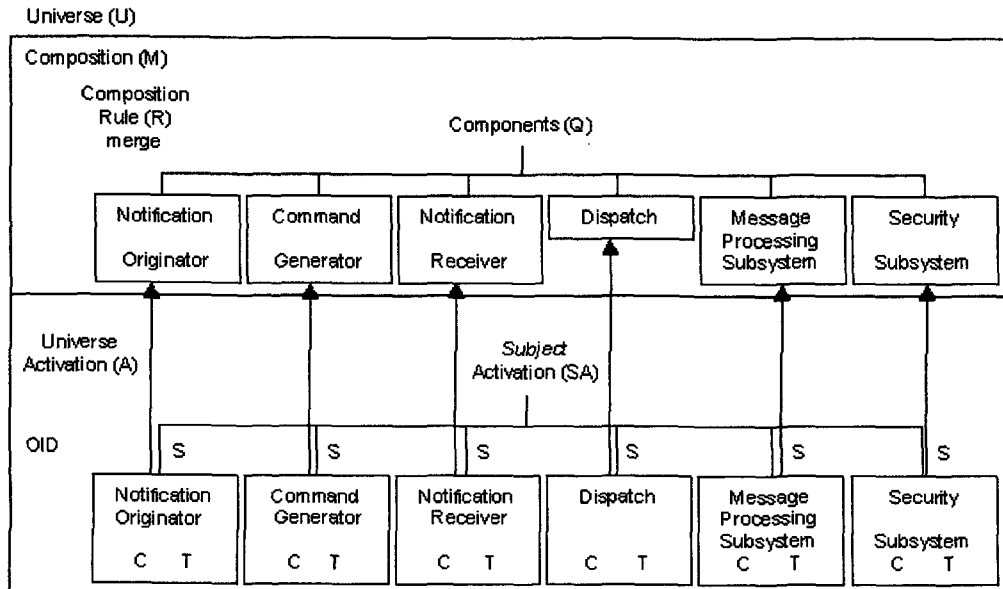 Universe (U)
Composition (M)
Composition
Rule (R)
merge
Components (Q)
Notification
Originator
Command
Generator
Notification
Receiver
Dispatch
Message
Processing
Subsystem
Security
Subsystem
Universe
Activation (A)
Subject
Activation (SA)
OID
S S S S S S
Notification
Originator
C T
Command
Generator
C T
Notification
Receiver
C T
Dispatch
C T
Message
Processing
Subsystem
C T
Security
Subsystem
C T